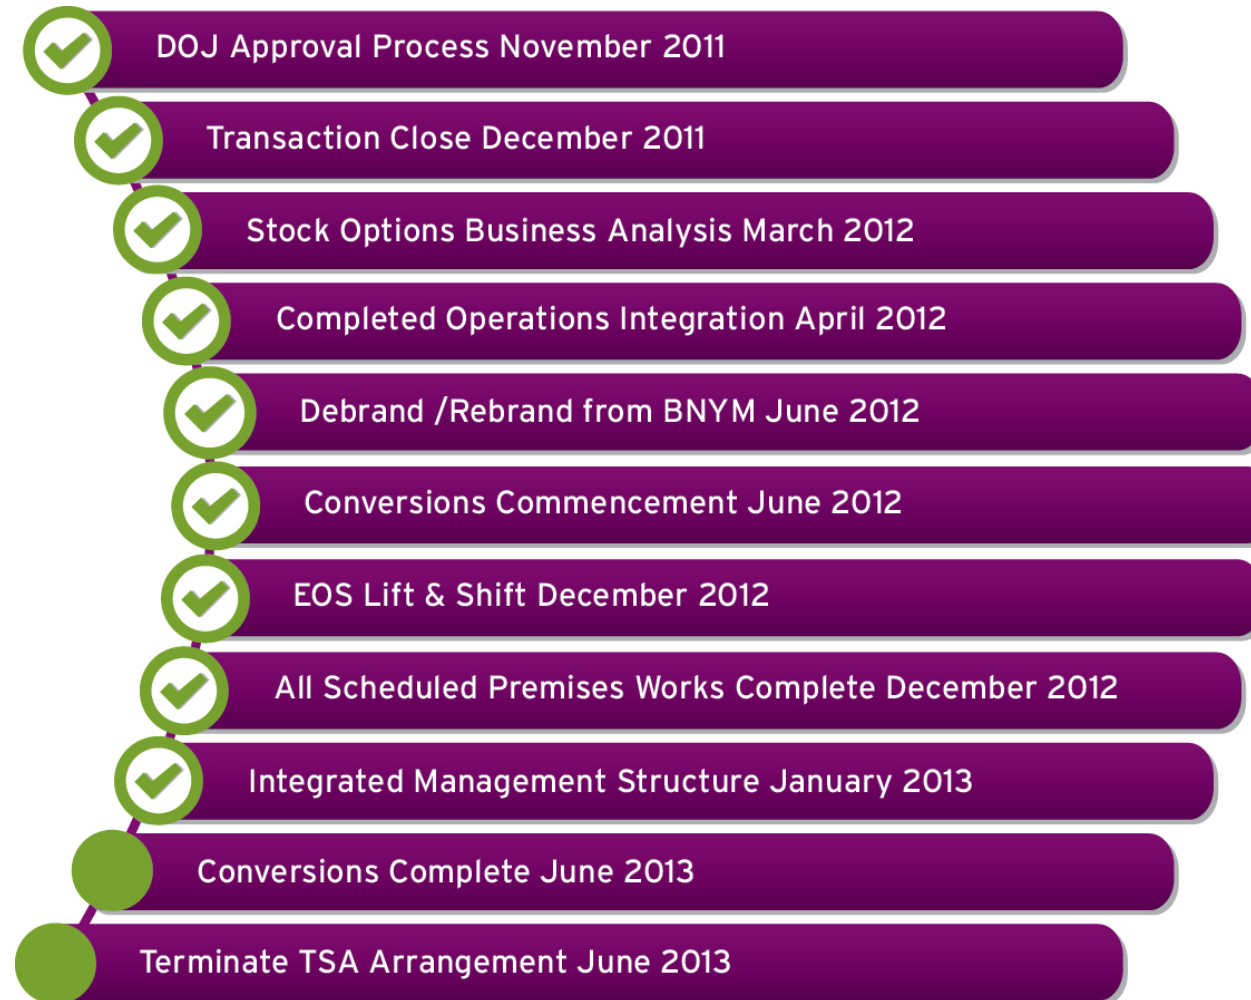 DOJ Approval Process November 2011
Transaction Close December 2011
Stock Options Business Analysis March 2012
Completed Operations Integration April 2012
Debrand /Rebrand from BNYM June 2012
Conversions Commencement June 2012
EOS Lift & Shift December 2012
All Scheduled Premises Works Complete December 2012
Integrated Management Structure January 2013
Conversions Complete June 2013
Terminate TSA Arrangement June 2013